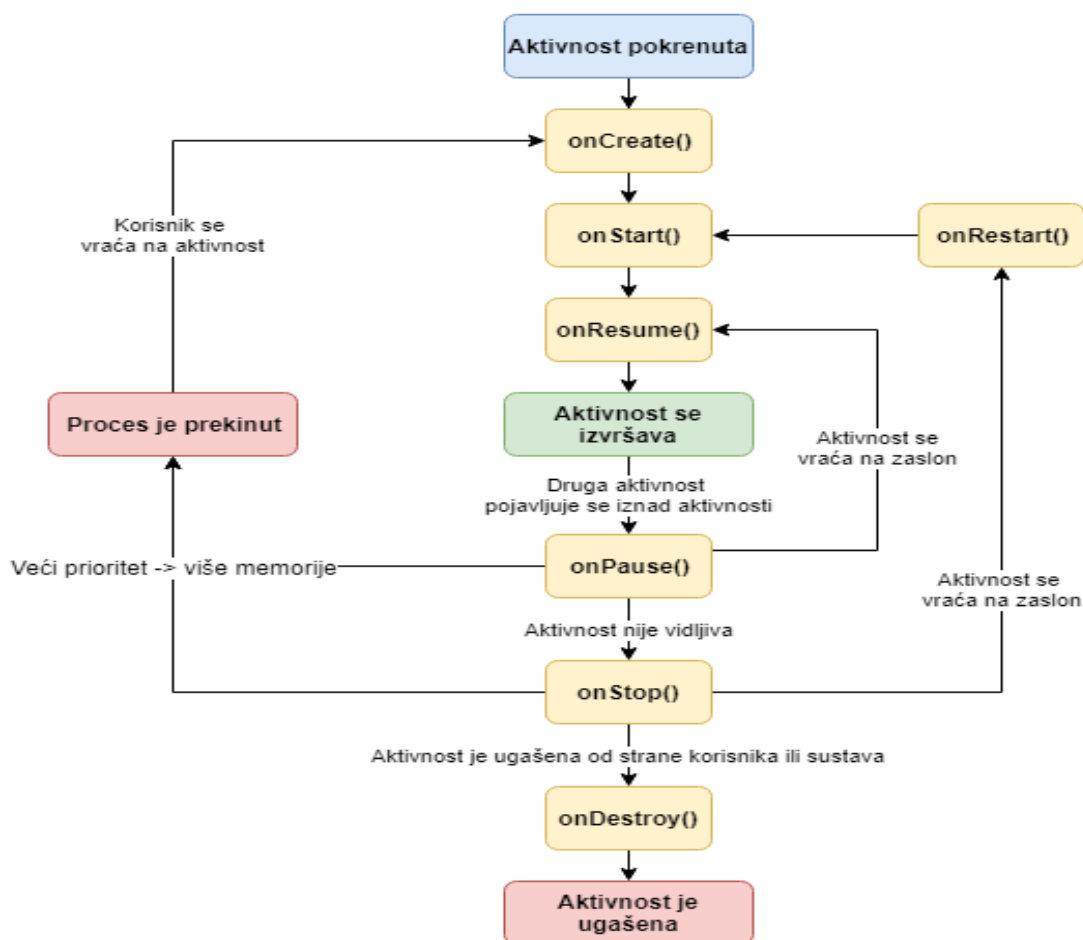 Aktivnost pokrenuta
onCreate()
Korisnik se
vraća na aktivnost
onStart()
onRestart()
onResume()
Proces je prekinut
Aktivnost se
izvršava
Aktivnost se
vraća na zaslon
Druga aktivnost
pojavljuje se iznad aktivnosti
Veći prioritet -> više memorije
onPause()
Aktivnost se
vraća na zaslon
Aktivnost nije vidljiva
onStop()
Aktivnost je ugašena od strane korisnika ili sustava
onDestroy()
Aktivnost je
ugašena